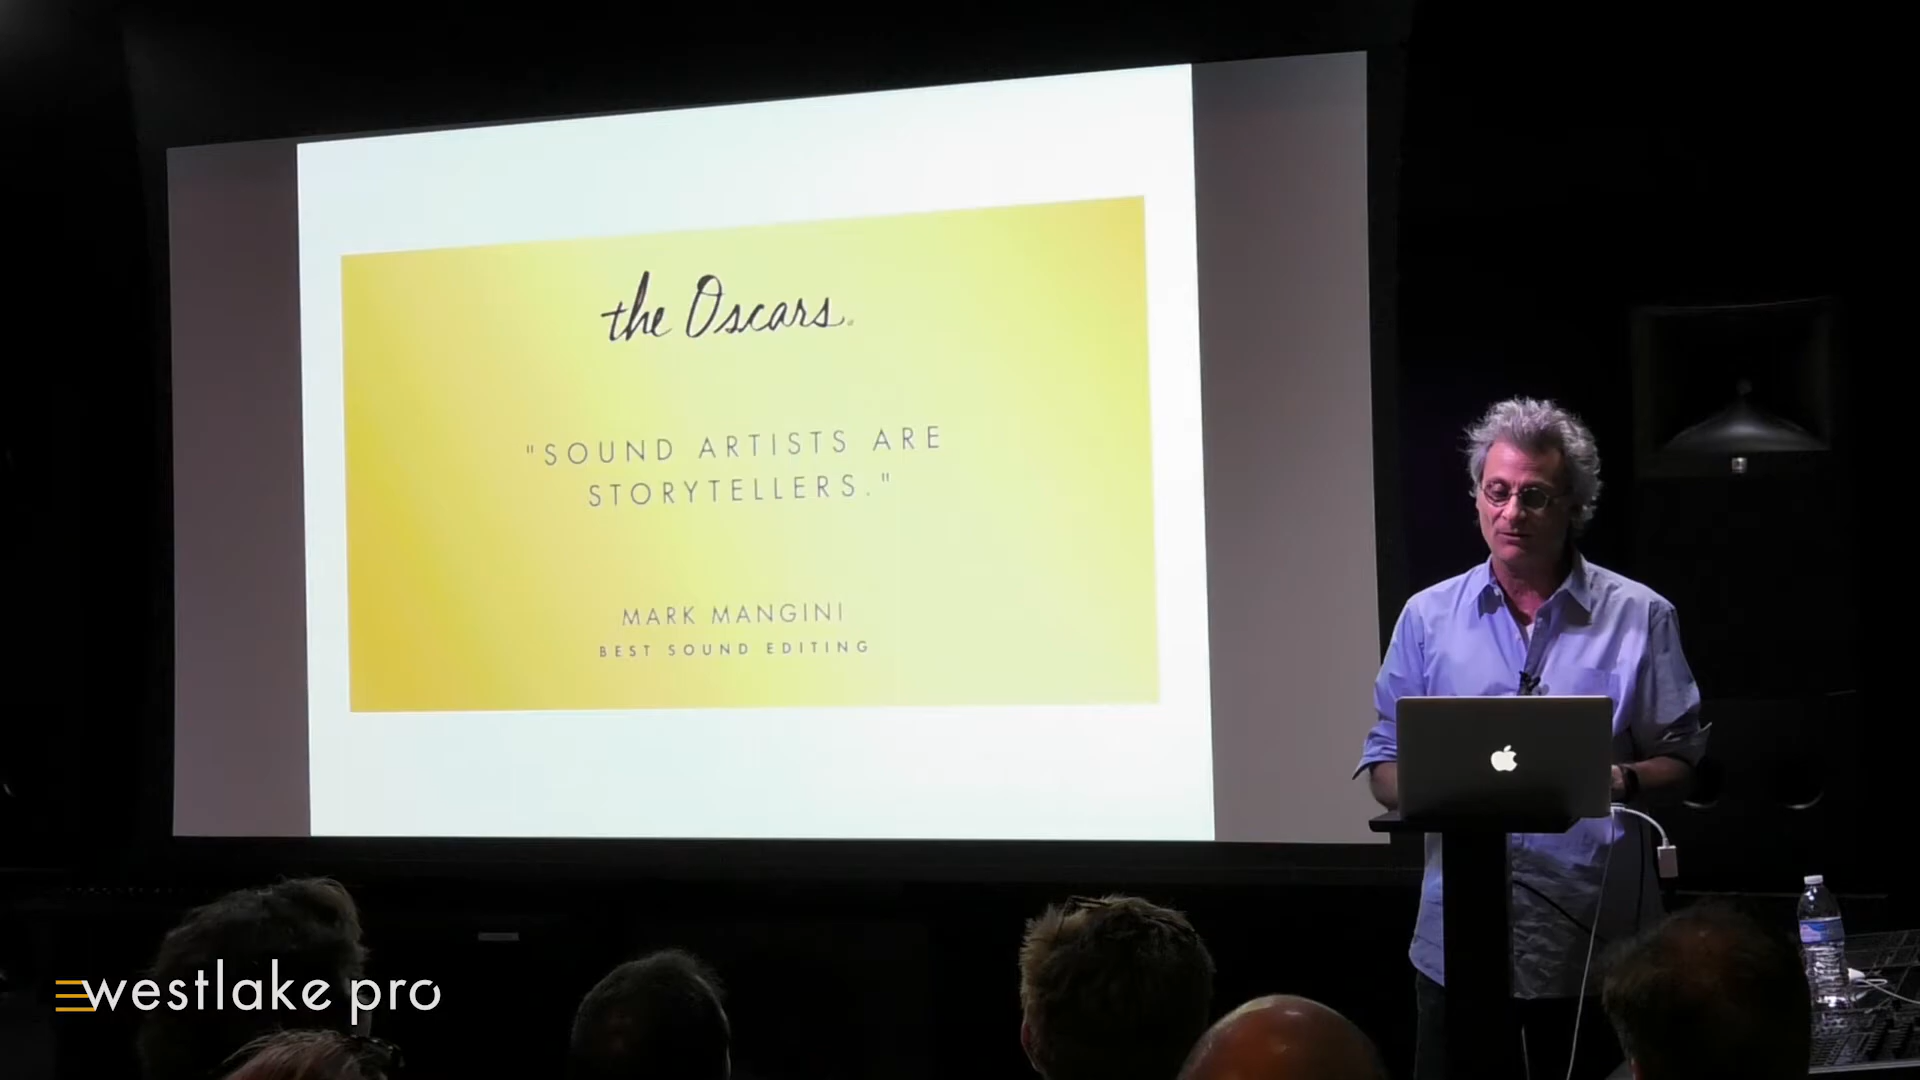 the Oscars.
"SOUND ARTISTS ARE
STORYTELLERS."
MARK MANGINI
BEST SOUND EDITING
westlake pro